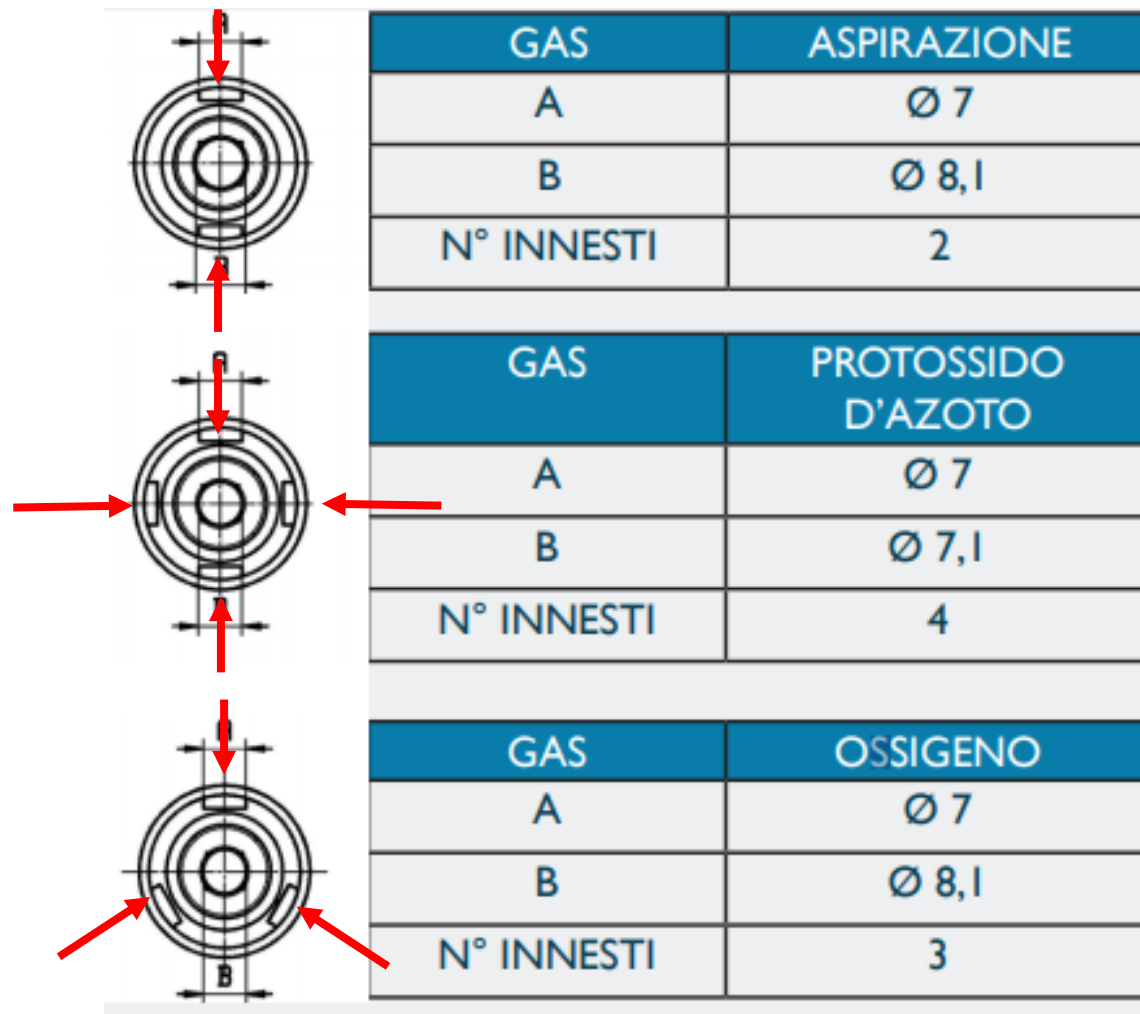 A
GAS ASPIRAZIONE
A Ø 7
B Ø 8,1
N° INNESTI 2
B
A
GAS PROTOSSIDO
D'AZOTO
A Ø 7
B Ø 7,1
N° INNESTI 4
A
GAS OSSIGENO
A Ø 7
B Ø 8,1
N° INNESTI 3
B